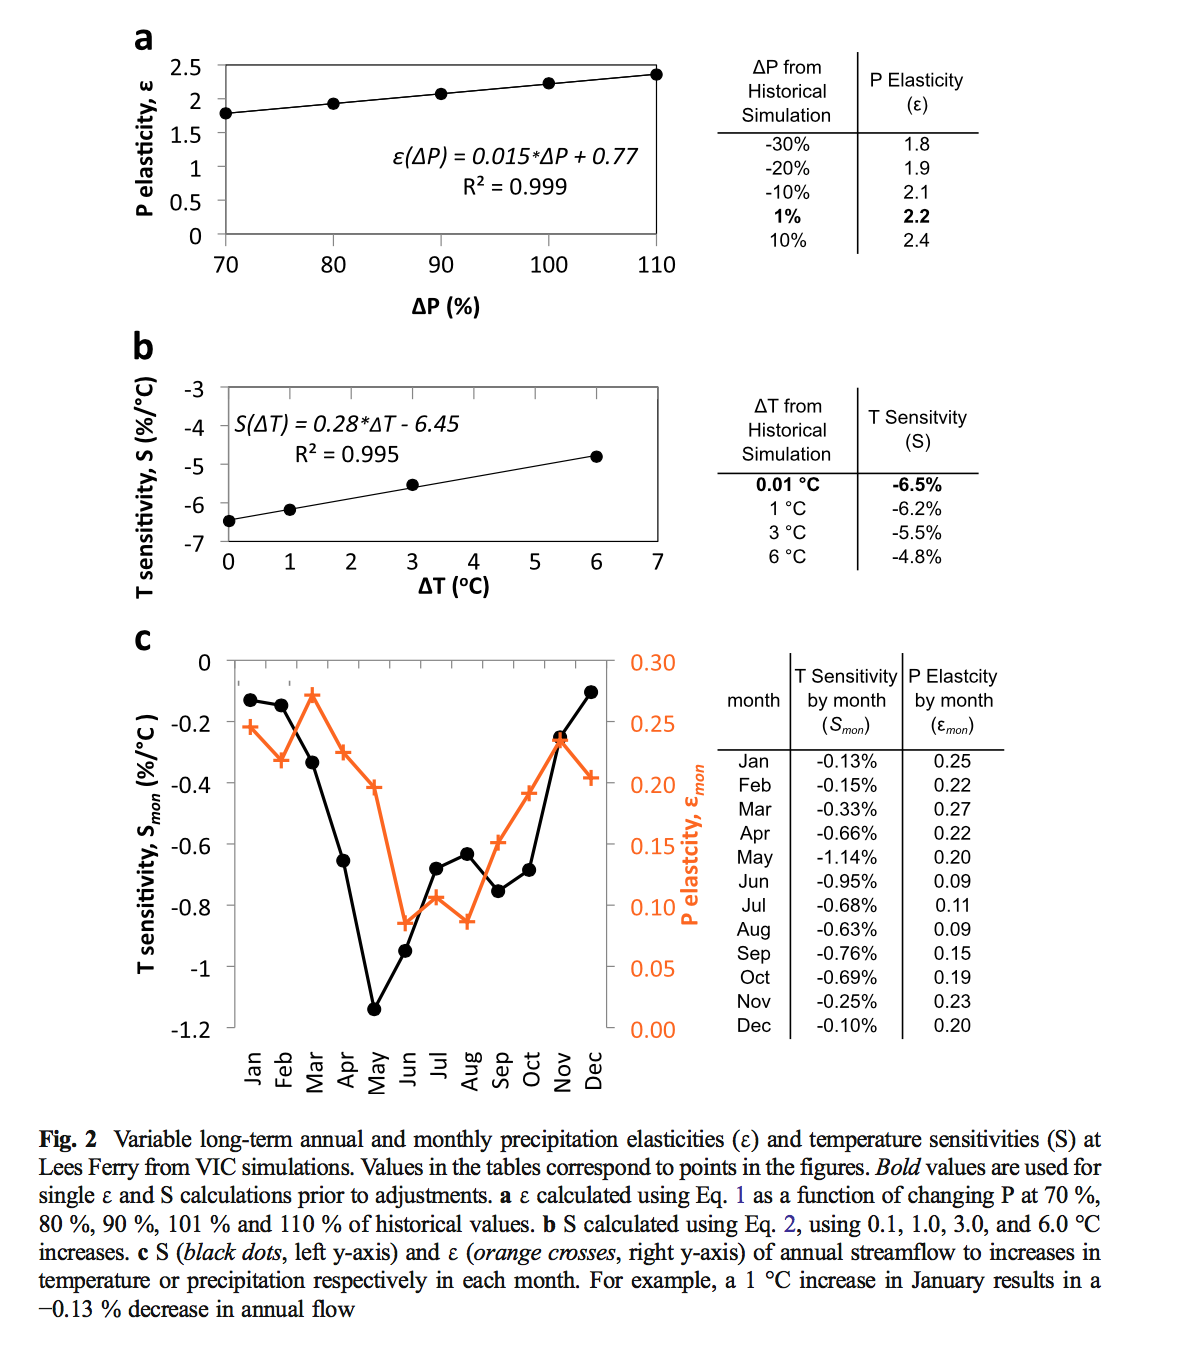 a
P elasticity, ε
2.5
2
1.5
1
0.5
0
ε(ΔP) = 0.015*ΔP + 0.77
R² = 0.999
70 80 90 100 110
ΔP (%)
ΔP from
Historical
Simulation
P Elasticity
(ε)
-30% 1.8
-20% 1.9
-10% 2.1
1% 2.2
10% 2.4
b
T sensitivity, S (%/°C)
-3
-4
-5
-6
-7
S(ΔT) = 0.28*ΔT - 6.45
R² = 0.995
0 1 2 3 4 5 6 7
ΔT (ºC)
ΔT from
Historical
Simulation
T Sensitvity
(S)
0.01 °C -6.5%
1 °C -6.2%
3 °C -5.5%
6 °C -4.8%
c
T sensitivity, Smon (%/°C)
0
-0.2
-0.4
-0.6
-0.8
-1
-1.2
0.30
0.25
0.20
0.15
0.10
0.05
0.00
P elastcity, εmon
Jan Feb Mar Apr May Jun Jul Aug Sep Oct Nov Dec
month
T Sensitivity
by month
(Smon)
P Elastcity
by month
(εmon)
Jan -0.13% 0.25
Feb -0.15% 0.22
Mar -0.33% 0.27
Apr -0.66% 0.22
May -1.14% 0.20
Jun -0.95% 0.09
Jul -0.68% 0.11
Aug -0.63% 0.09
Sep -0.76% 0.15
Oct -0.69% 0.19
Nov -0.25% 0.23
Dec -0.10% 0.20
Fig. 2 Variable long-term annual and monthly precipitation elasticities (ε) and temperature sensitivities (S) at
Lees Ferry from VIC simulations. Values in the tables correspond to points in the figures. Bold values are used for
single ε and S calculations prior to adjustments. a ε calculated using Eq. 1 as a function of changing P at 70 %,
80 %, 90 %, 101 % and 110 % of historical values. b S calculated using Eq. 2, using 0.1, 1.0, 3.0, and 6.0 °C
increases. c S (black dots, left y-axis) and ε (orange crosses, right y-axis) of annual streamflow to increases in
temperature or precipitation respectively in each month. For example, a 1 °C increase in January results in a
−0.13 % decrease in annual flow